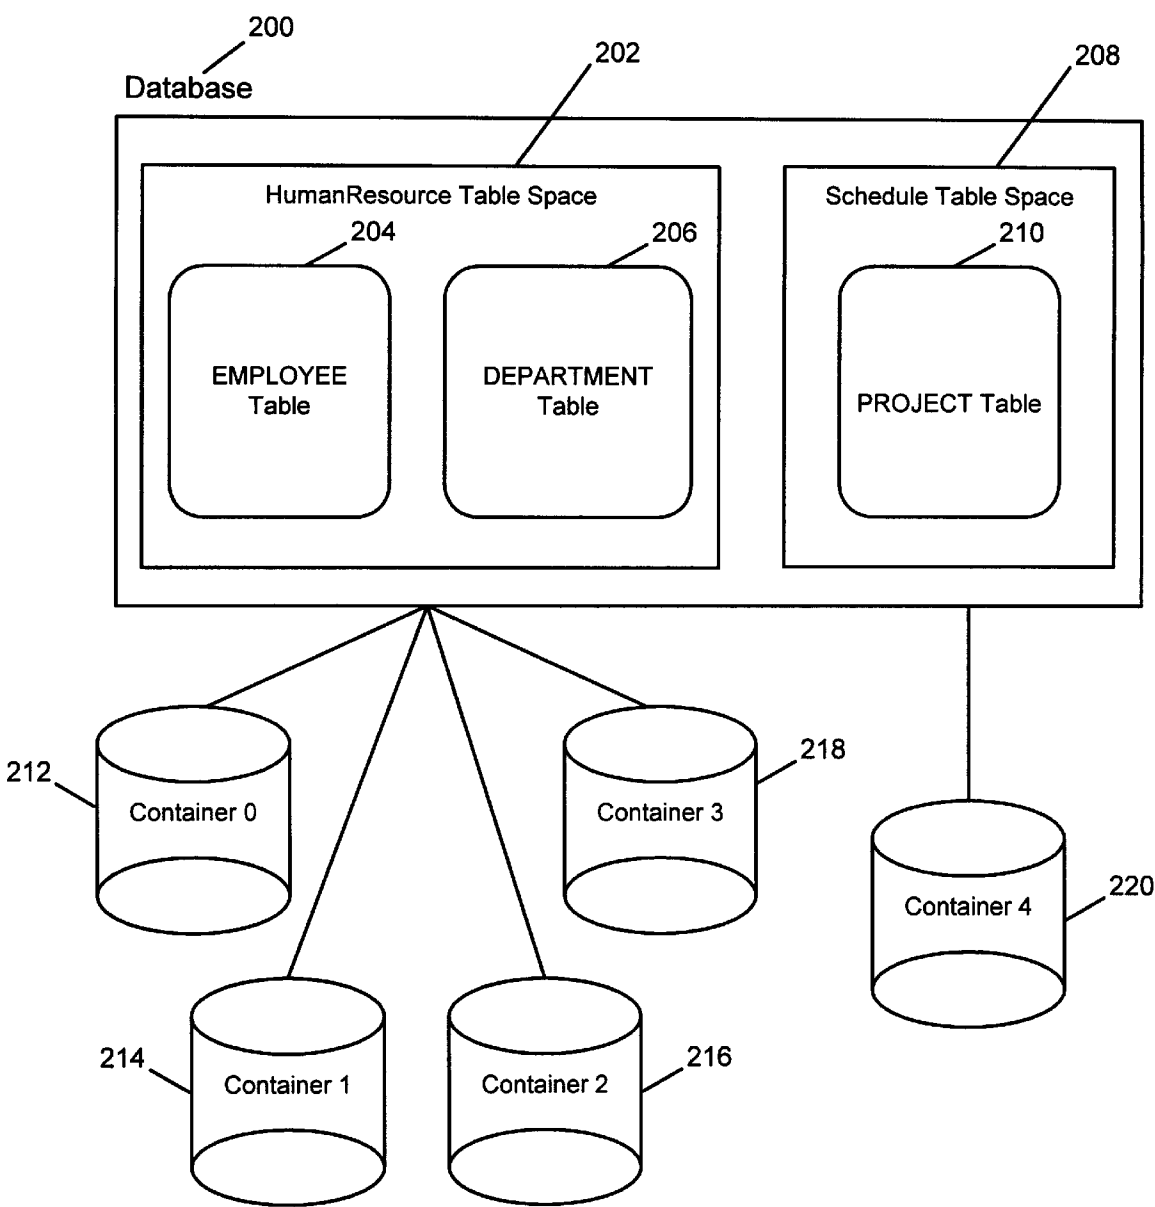 200
Database
202
208
HumanResource Table Space
Schedule Table Space
204
206
210
EMPLOYEE
Table
DEPARTMENT
Table
PROJECT Table
212
Container 0
218
Container 3
220
Container 4
214
Container 1
216
Container 2